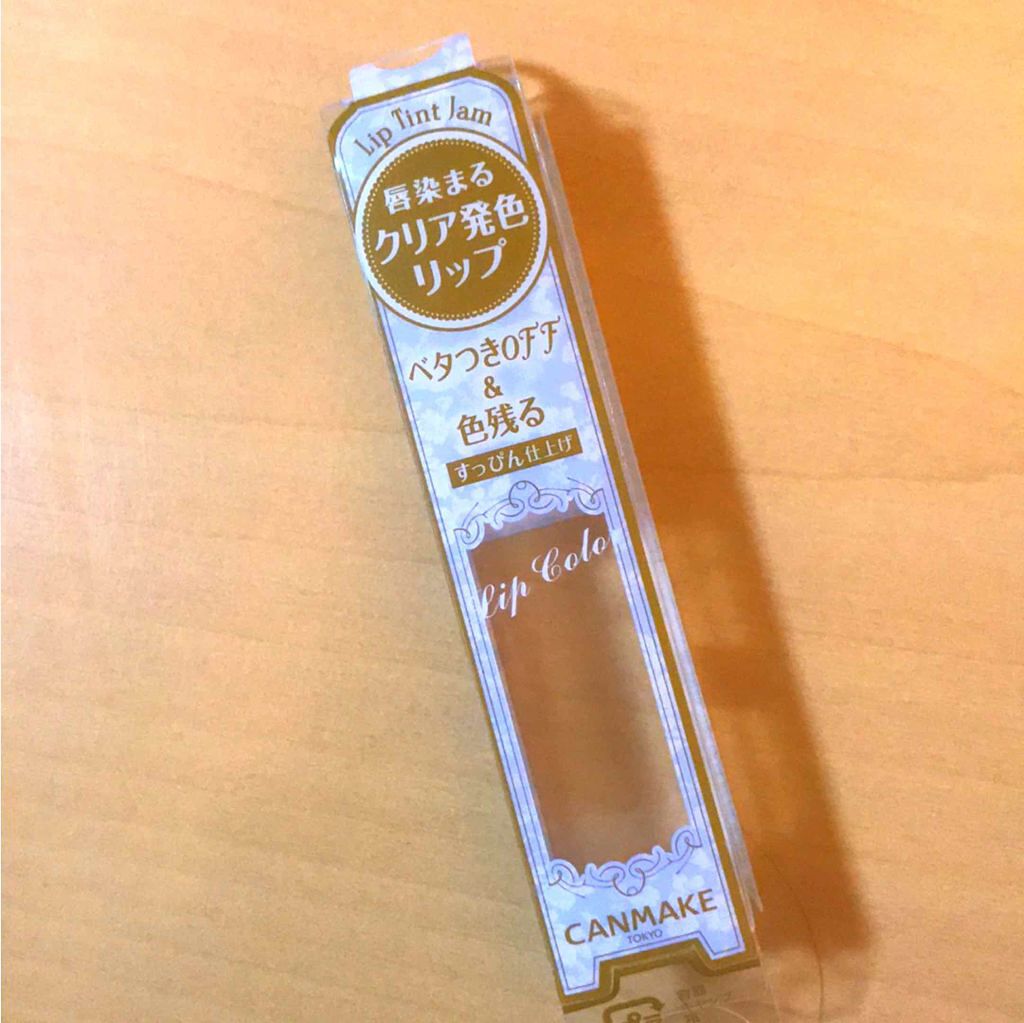 Lip Tint Jam
唇染まる
クリア発色
リップ
ベタつきOFF
&
色残る
すっぴん仕上げ
Lip Colo
CANMAKE
TOKYO